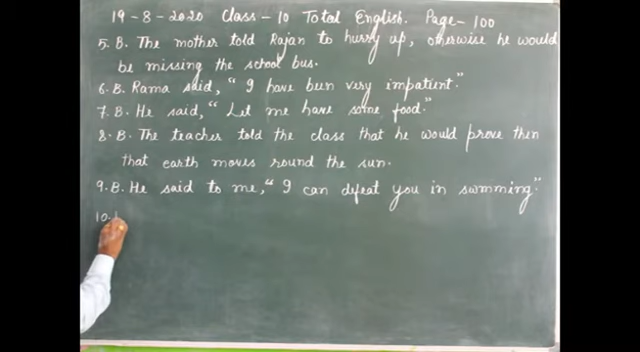 19-8-2020 Class-10 Total English. Page-100
5. B. The mother told Rajan to hurry up, otherwise he would
be missing the school bus.
6. B. Rama said, "I have been very impatient."
7. B. He said, "Let me have some food."
8. B. The teacher told the class that he would prove then
that earth moves round the sun.
9. B. He said to me, "I can defeat you in swimming."
10.